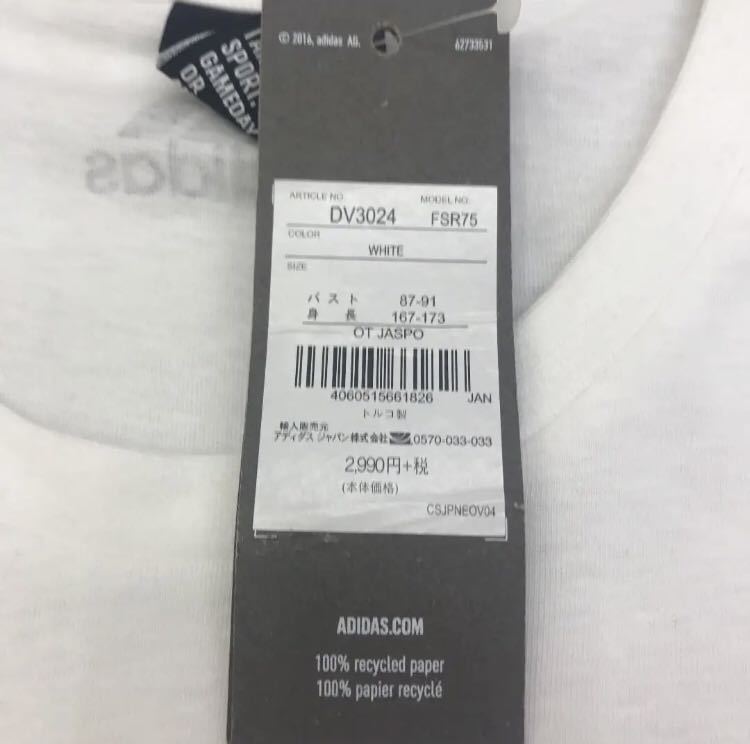 © 2016, adidas AG. 62733531
SPORT.
GAMEDAY
OR
adidas
ARTICLE NO. MODEL NO.
DV3024 FSR75
COLOR
WHITE
SIZE
バスト 87-91
身長 167-173
OT JASPO
4060515661826 JAN
トルコ製
輸入販売元
アディダス ジャパン株式会社 0570-033-033
2,990円+税
(本体価格)
CSJPNEOV04
ADIDAS.COM
100% recycled paper
100% papier recyclé